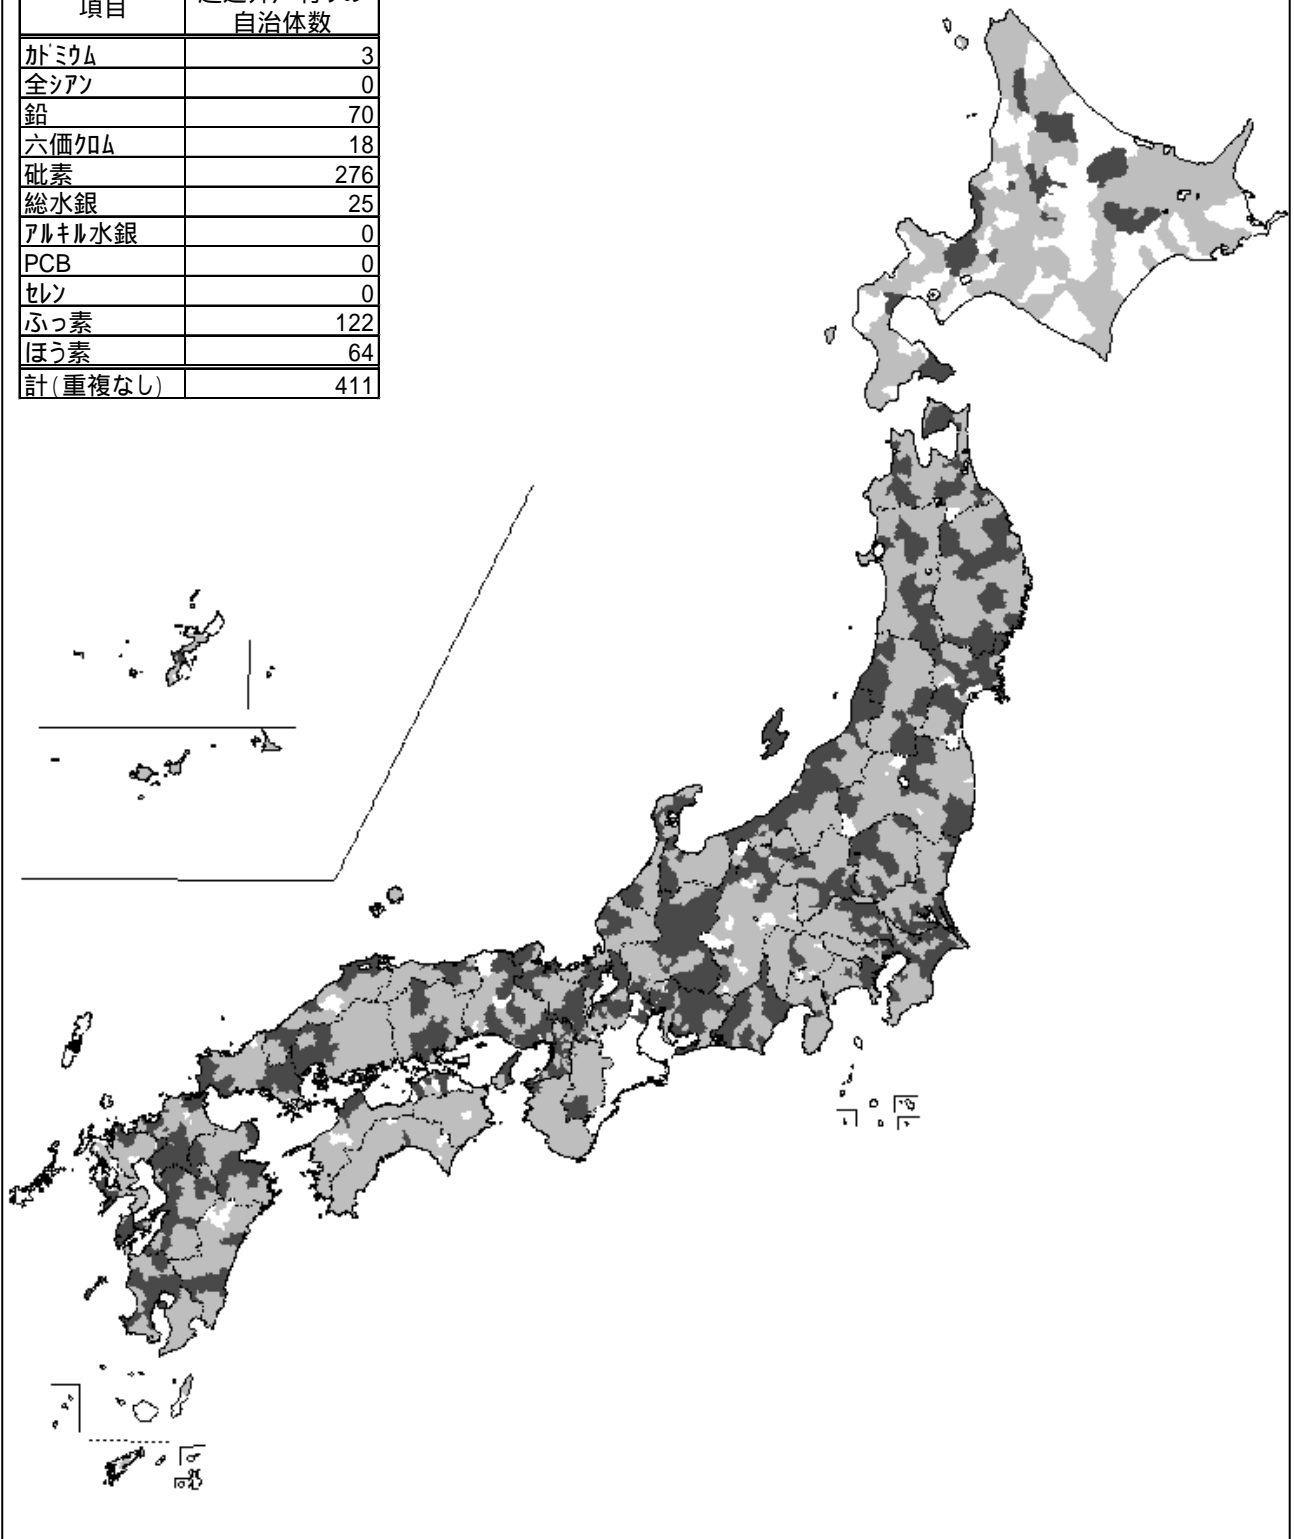 項目
自治体数
ｶﾄﾞﾐｳﾑ 3
全ｼｱﾝ 0
鉛 70
六価ｸﾛﾑ 18
砒素 276
総水銀 25
ｱﾙｷﾙ水銀 0
PCB 0
ｾﾚﾝ 0
ふっ素 122
ほう素 64
計(重複なし) 411